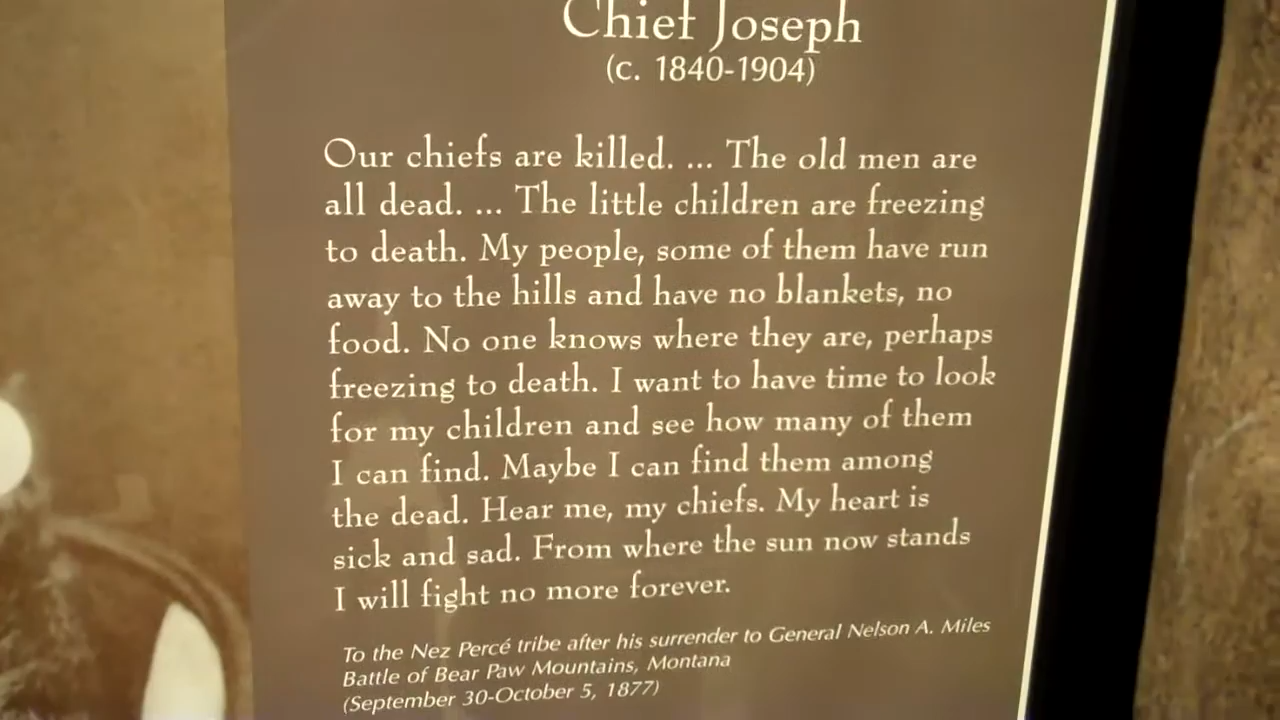 Chief Joseph
(c. 1840-1904)
Our chiefs are killed. ... The old men are
all dead. ... The little children are freezing
to death. My people, some of them have run
away to the hills and have no blankets, no
food. No one knows where they are, perhaps
freezing to death. I want to have time to look
for my children and see how many of them
I can find. Maybe I can find them among
the dead. Hear me, my chiefs. My heart is
sick and sad. From where the sun now stands
I will fight no more forever.
To the Nez Percé tribe after his surrender to General Nelson A. Miles
Battle of Bear Paw Mountains, Montana
(September 30-October 5, 1877)